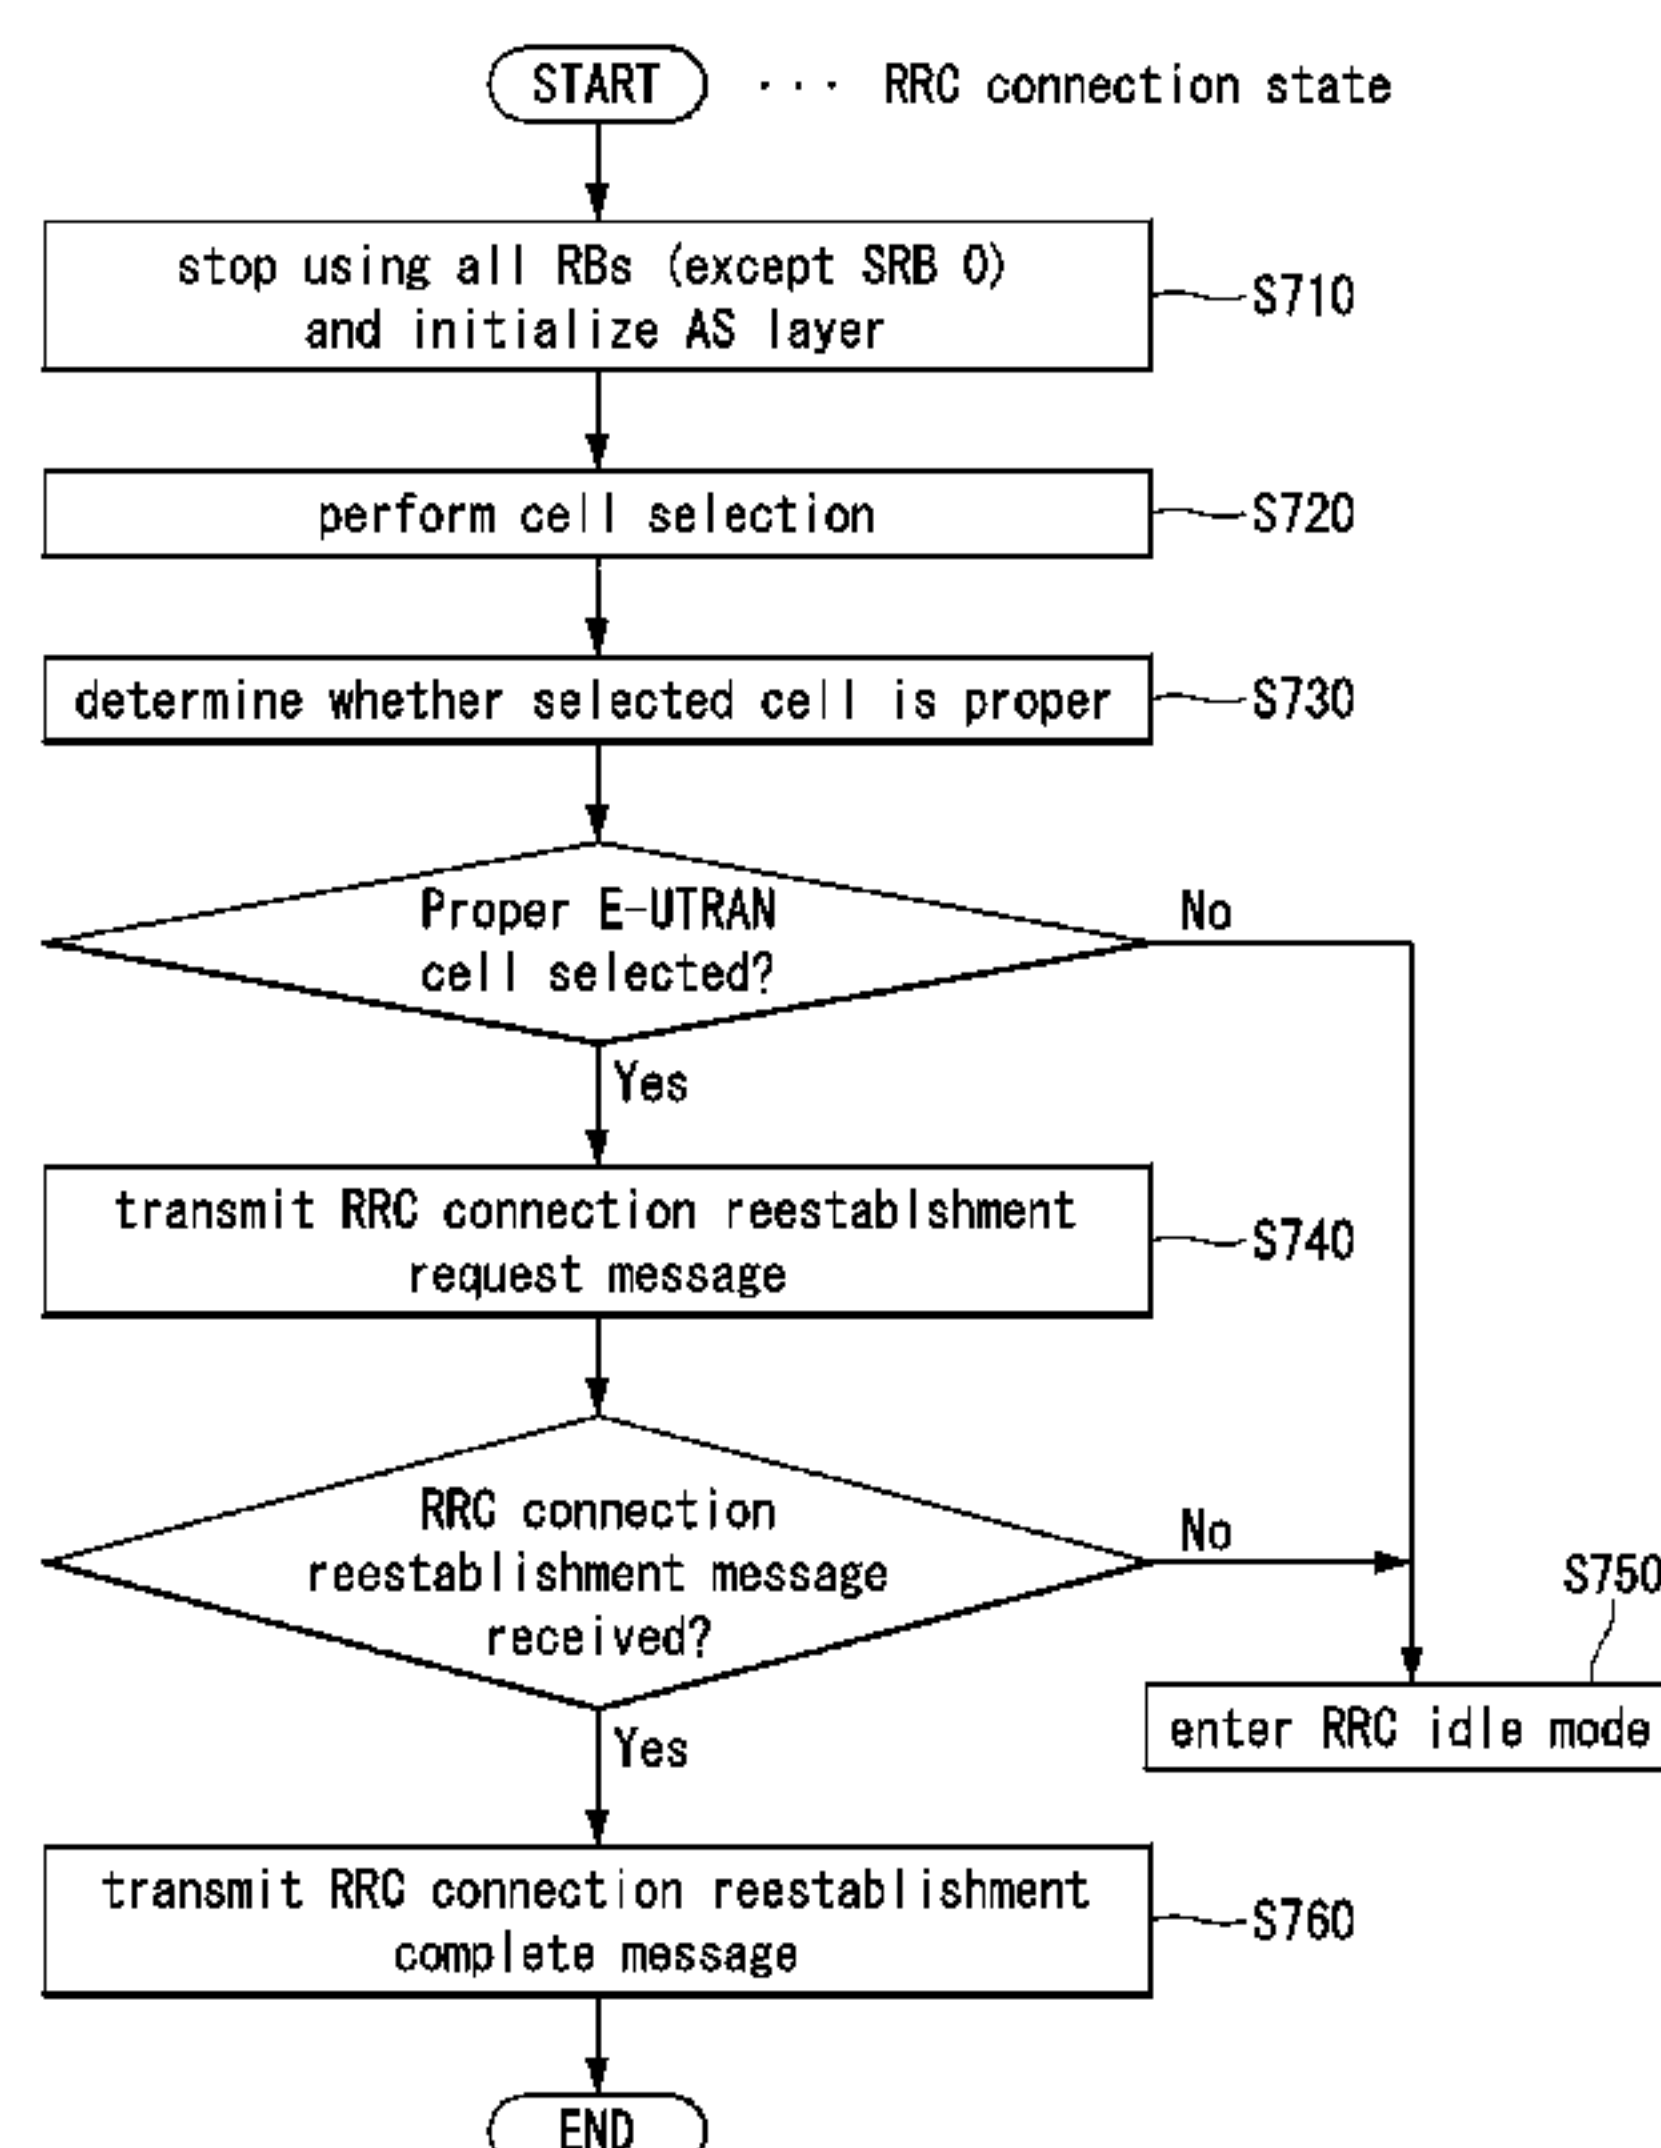 START ... RRC connection state
stop using all RBs (except SRB 0)
and initialize AS layer
S710
perform cell selection
S720
determine whether selected cell is proper
S730
Proper E-UTRAN
cell selected?
No
Yes
transmit RRC connection reestablshment
request message
S740
RRC connection
reestablishment message
received?
No
S750
enter RRC idle mode
Yes
transmit RRC connection reestablishment
complete message
S760
END